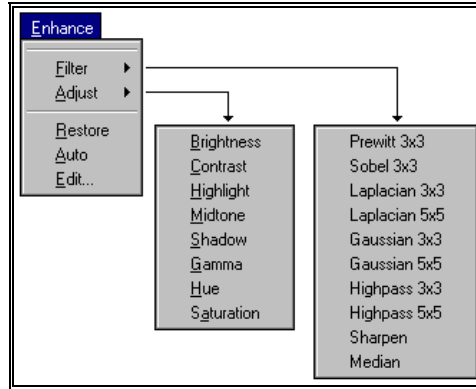 Enhance
Filter
Adjust
Restore
Auto
Edit...
Brightness
Contrast
Highlight
Midtone
Shadow
Gamma
Hue
Saturation
Prewitt 3x3
Sobel 3x3
Laplacian 3x3
Laplacian 5x5
Gaussian 3x3
Gaussian 5x5
Highpass 3x3
Highpass 5x5
Sharpen
Median